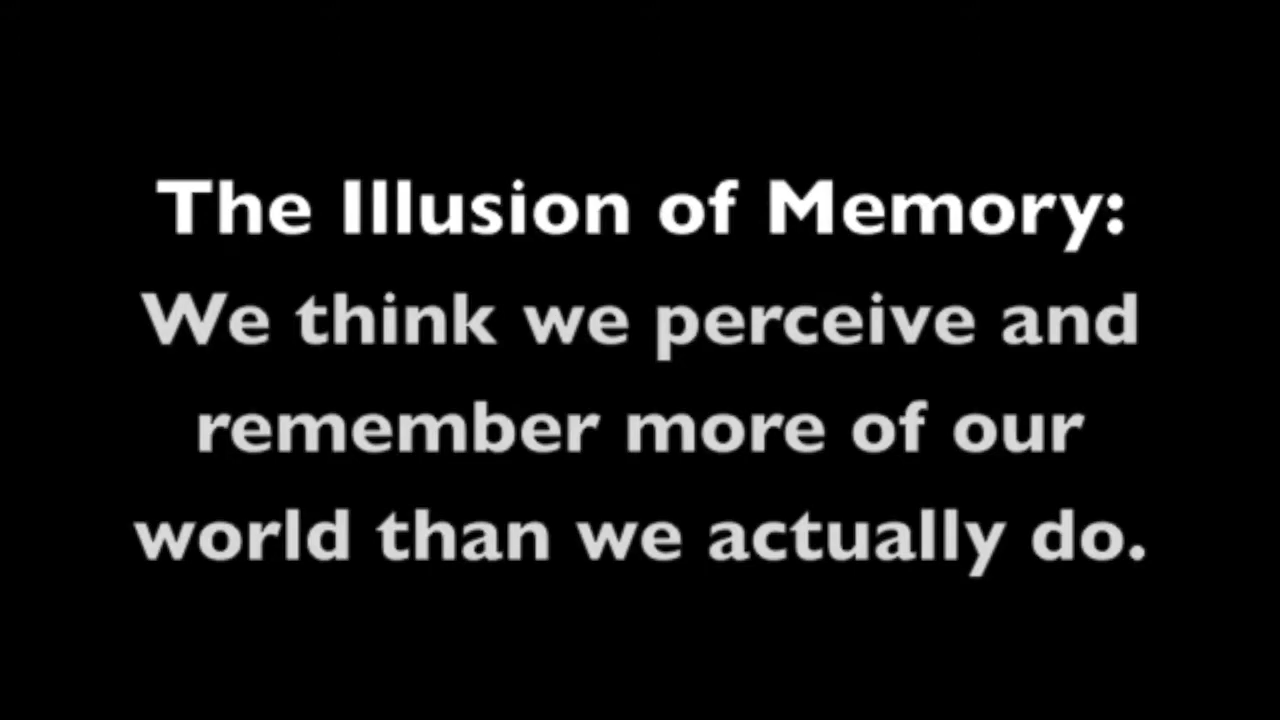 The Illusion of Memory:
We think we perceive and
remember more of our
world than we actually do.